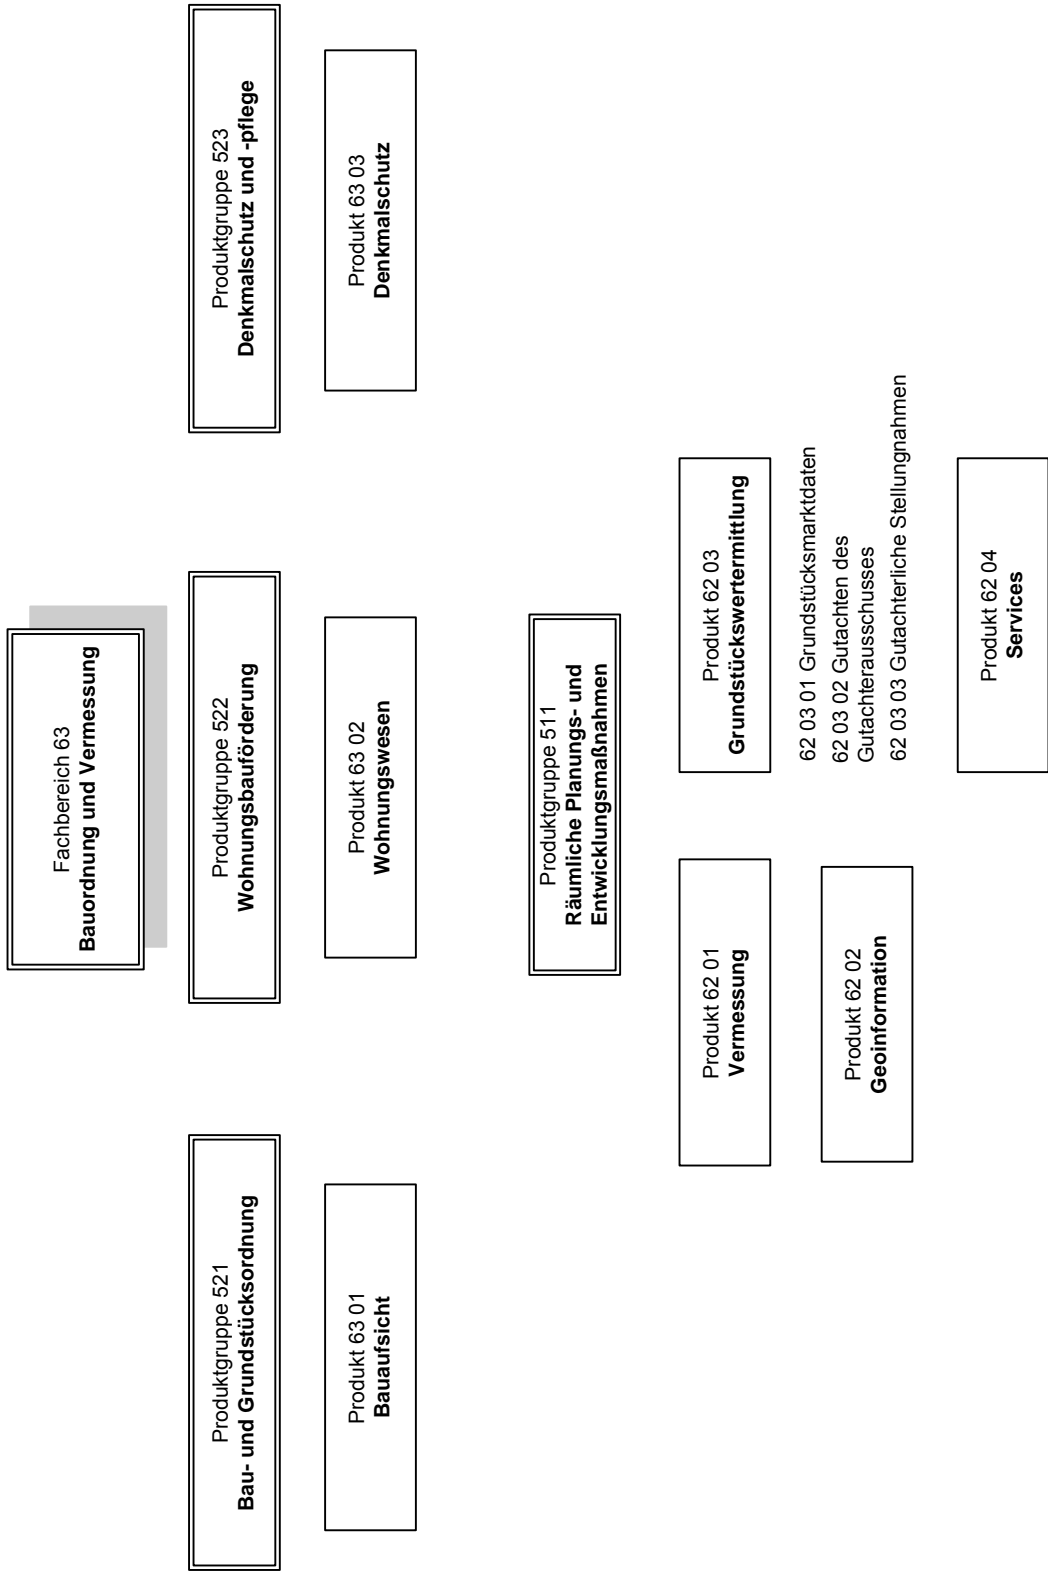 Fachbereich 63
Bauordnung und Vermessung
Produktgruppe 521
Bau- und Grundstücksordnung
Produktgruppe 522
Wohnungsbauförderung
Produktgruppe 523
Denkmalschutz und -pflege
Produkt 63 01
Bauaufsicht
Produkt 63 02
Wohnungswesen
Produkt 63 03
Denkmalschutz
Produktgruppe 511
Räumliche Planungs- und
Entwicklungsmaßnahmen
Produkt 62 01
Vermessung
Produkt 62 02
Geoinformation
Produkt 62 03
Grundstückswertermittlung
62 03 01 Grundstücksmarktdaten
62 03 02 Gutachten des
Gutachterausschusses
62 03 03 Gutachterliche Stellungnahmen
Produkt 62 04
Services